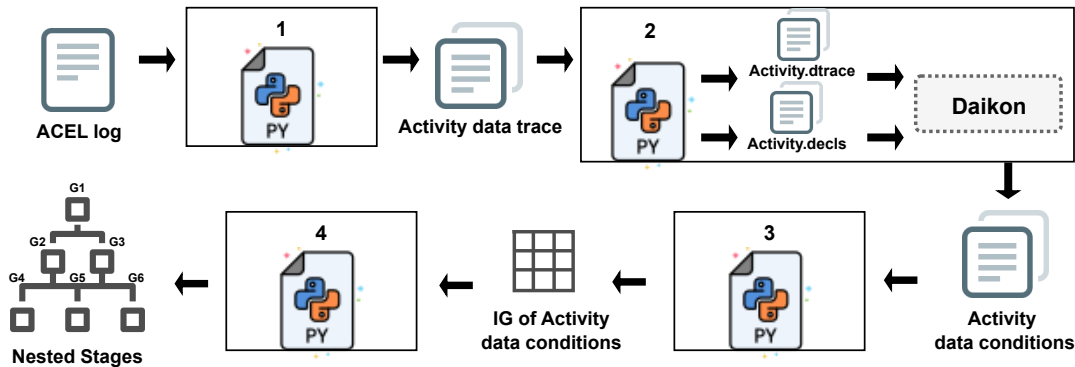 1
PY
ACEL log
Activity data trace
2
PY
Activity.dtrace
Activity.decls
Daikon
Activity
data conditions
3
PY
IG of Activity
data conditions
4
PY
G1
G2
G3
G4
G5
G6
Nested Stages